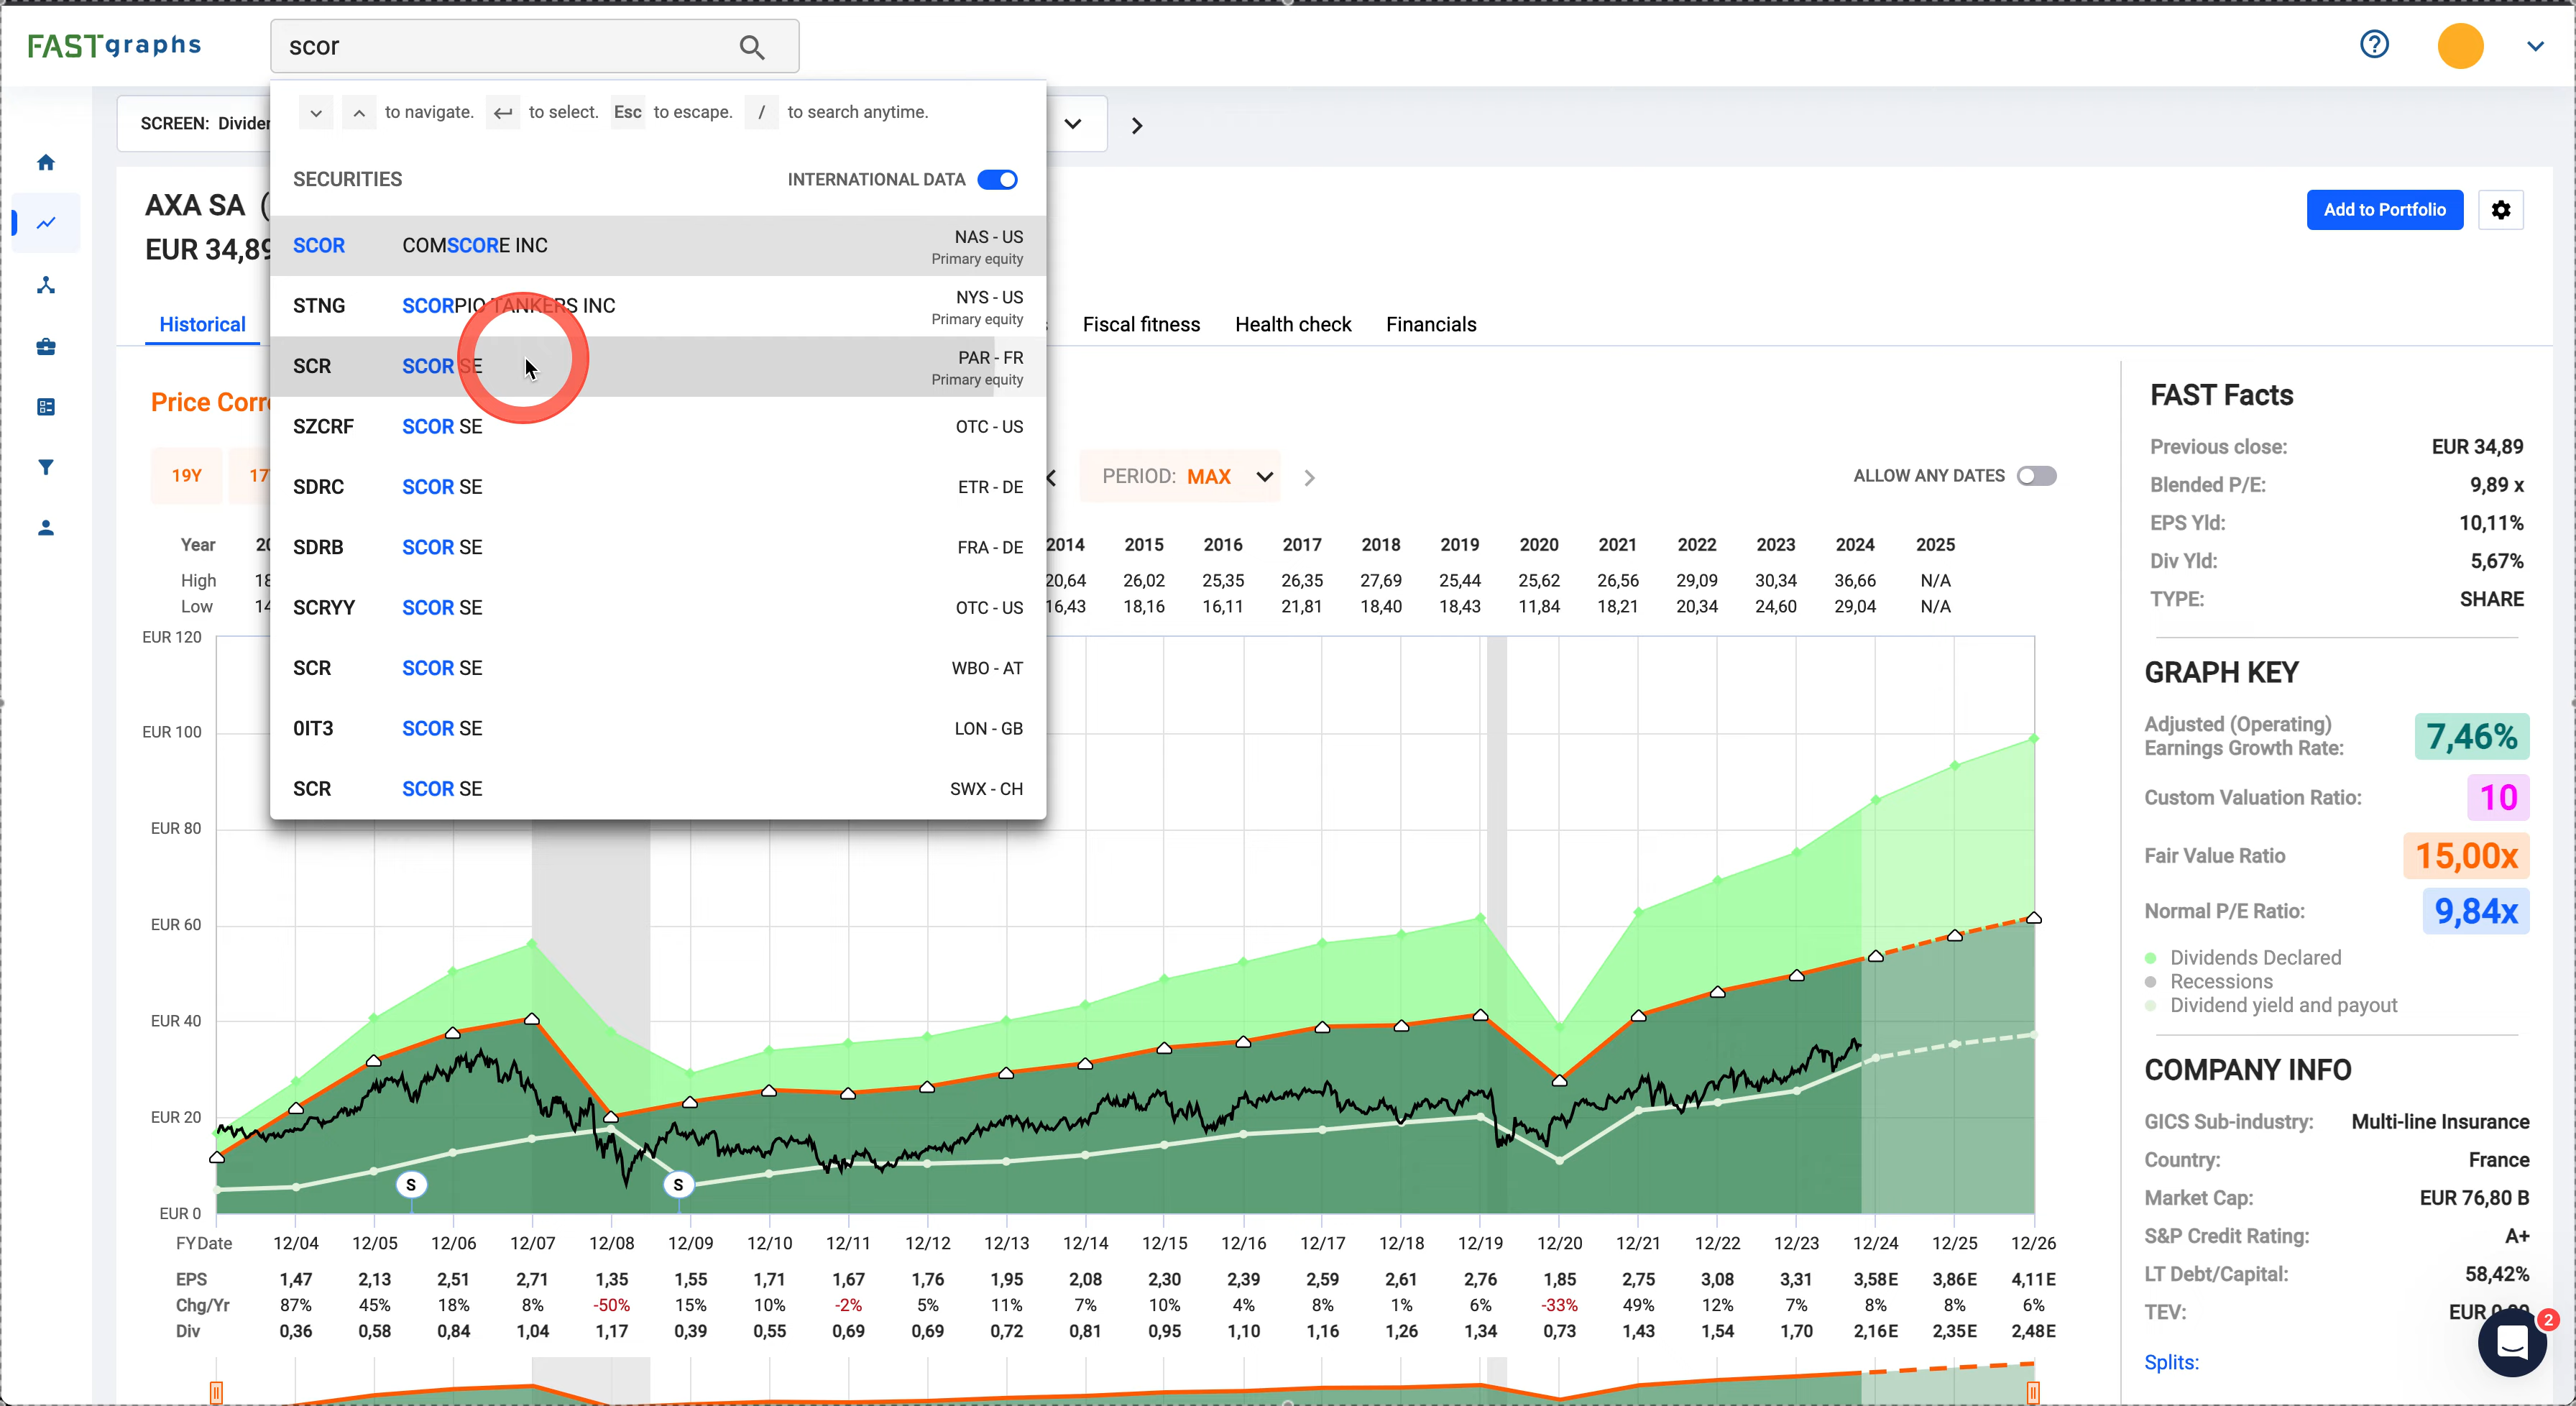 FASTgraphs
scor
to navigate. to select. Esc to escape. / to search anytime.
SCREEN: Divider
SECURITIES
INTERNATIONAL DATA
SCOR COMSCORE INC NAS - US
Primary equity
STNG SCORPIO TANKERS INC NYS - US
Primary equity
SCR SCOR SE PAR - FR
Primary equity
SZCRF SCOR SE OTC - US
SDRC SCOR SE ETR - DE
SDRB SCOR SE FRA - DE
SCRYY SCOR SE OTC - US
SCR SCOR SE WBO - AT
0IT3 SCOR SE LON - GB
SCR SCOR SE SWX - CH
AXA SA (
EUR 34,89
Add to Portfolio
Historical
Fiscal fitness Health check Financials
Price Corr
19Y 17
PERIOD: MAX
ALLOW ANY DATES
Year 20 2014 2015 2016 2017 2018 2019 2020 2021 2022 2023 2024 2025
High 18 20,64 26,02 25,35 26,35 27,69 25,44 25,62 26,56 29,09 30,34 36,66 N/A
Low 14 16,43 18,16 16,11 21,81 18,40 18,43 11,84 18,21 20,34 24,60 29,04 N/A
EUR 120
EUR 100
EUR 80
EUR 60
EUR 40
EUR 20
EUR 0
S S
FYDate 12/04 12/05 12/06 12/07 12/08 12/09 12/10 12/11 12/12 12/13 12/14 12/15 12/16 12/17 12/18 12/19 12/20 12/21 12/22 12/23 12/24 12/25 12/26
EPS 1,47 2,13 2,51 2,71 1,35 1,55 1,71 1,67 1,76 1,95 2,08 2,30 2,39 2,59 2,61 2,76 1,85 2,75 3,08 3,31 3,58E 3,86E 4,11E
Chg/Yr 87% 45% 18% 8% -50% 15% 10% -2% 5% 11% 7% 10% 4% 8% 1% 6% -33% 49% 12% 7% 8% 8% 6%
Div 0,36 0,58 0,84 1,04 1,17 0,39 0,55 0,69 0,69 0,72 0,81 0,95 1,10 1,16 1,26 1,34 0,73 1,43 1,54 1,70 2,16E 2,35E 2,48E
FAST Facts
Previous close: EUR 34,89
Blended P/E: 9,89 x
EPS Yld: 10,11%
Div Yld: 5,67%
TYPE: SHARE
GRAPH KEY
Adjusted (Operating)
Earnings Growth Rate: 7,46%
Custom Valuation Ratio: 10
Fair Value Ratio 15,00x
Normal P/E Ratio: 9,84x
Dividends Declared
Recessions
Dividend yield and payout
COMPANY INFO
GICS Sub-industry: Multi-line Insurance
Country: France
Market Cap: EUR 76,80 B
S&P Credit Rating: A+
LT Debt/Capital: 58,42%
TEV: EUR
2
Splits: